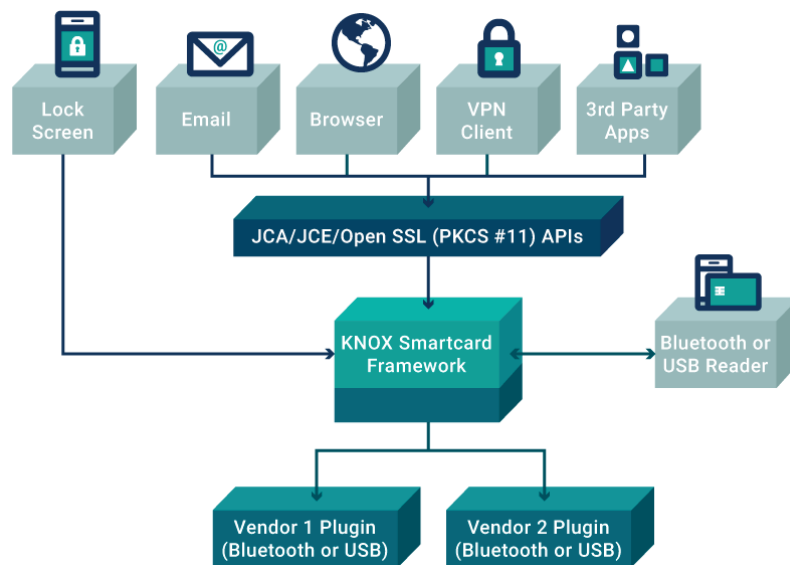 @
Lock
Screen
Email
Browser
VPN
Client
3rd Party
Apps
JCA/JCE/Open SSL (PKCS #11) APIs
KNOX Smartcard
Framework
Bluetooth or
USB Reader
Vendor 1 Plugin
(Bluetooth or USB)
Vendor 2 Plugin
(Bluetooth or USB)